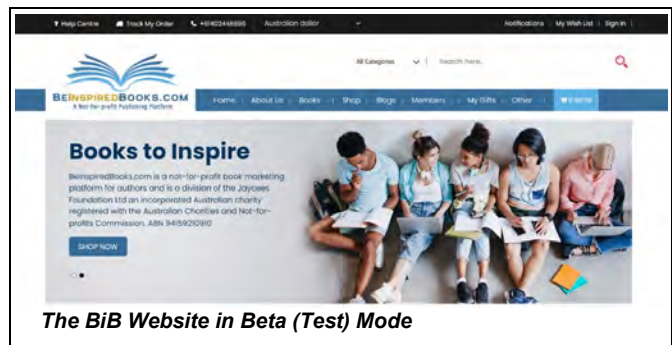 Help Centre Track My Order +61402448695 Australian dollar Notifications My Wish List Sign In
All Categories Search here..
BEINSPIREDBOOKS.COM
A Not-for-profit Publishing Platform
Home About Us Books Shop Blogs Members My Gifts Other 0 items
Books to Inspire
BeinspiredBooks.com is a not-for-profit book marketing
platform for authors and is a division of the Jaycees
Foundation Ltd an incorporated Australian charity
registered with the Australian Charities and Not-for-
profits Commission. ABN 94159210910
SHOP NOW
The BiB Website in Beta (Test) Mode